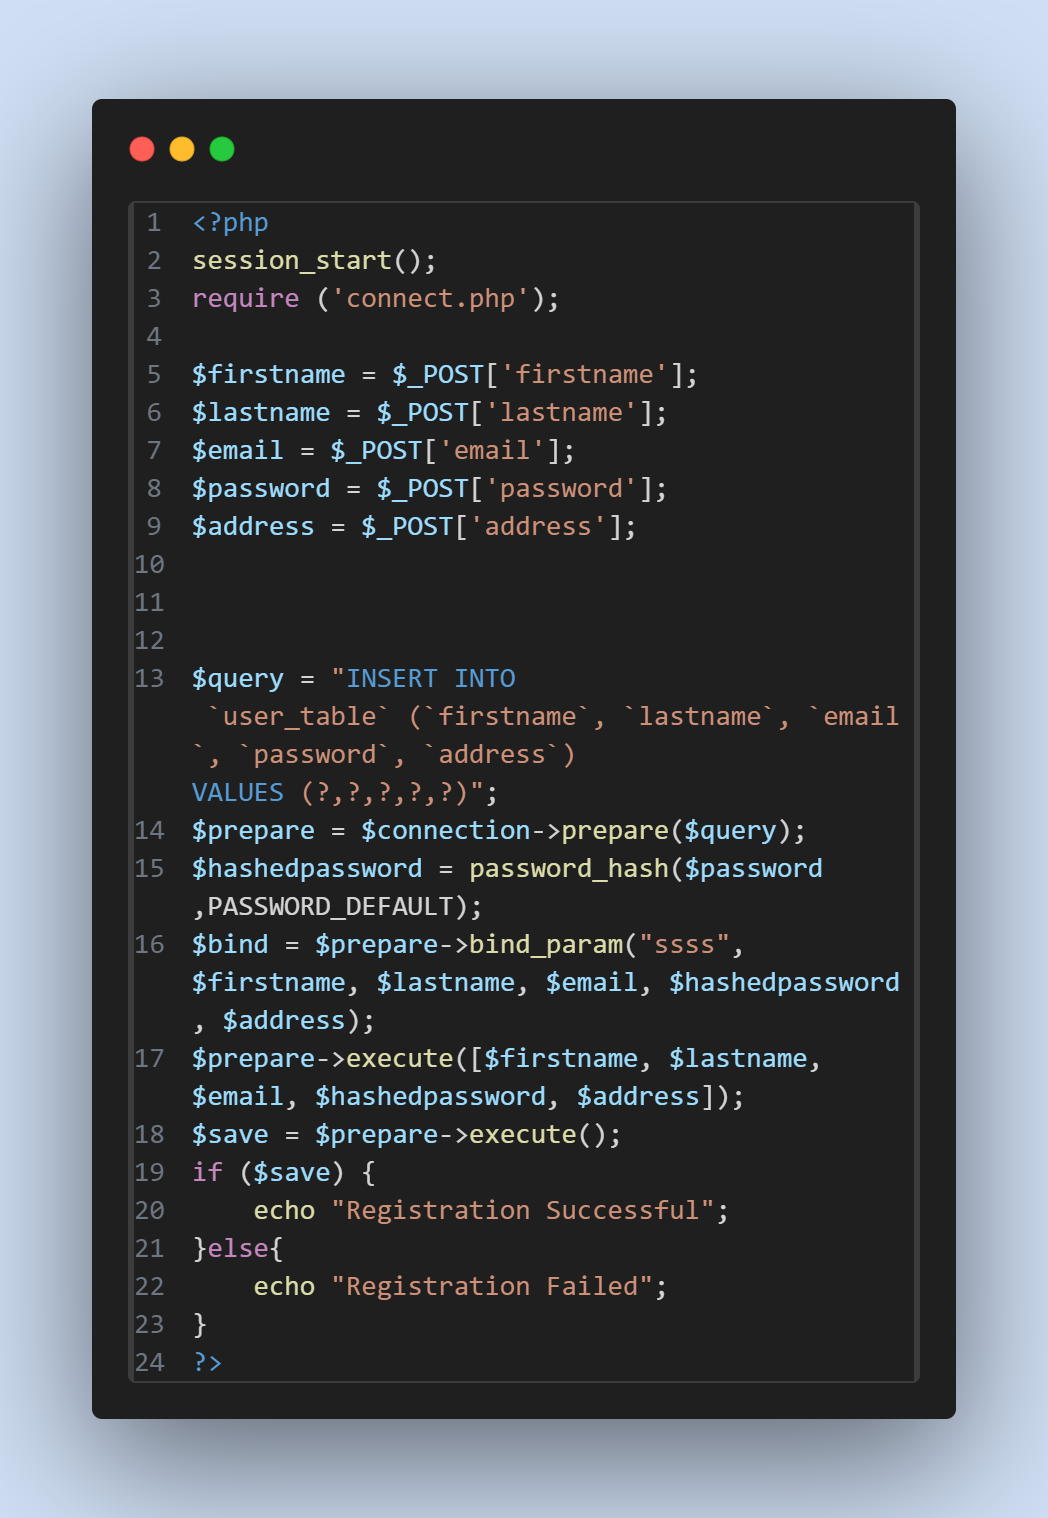 1 <?php
2 session_start();
3 require ('connect.php');
4
5 $firstname = $_POST['firstname'];
6 $lastname = $_POST['lastname'];
7 $email = $_POST['email'];
8 $password = $_POST['password'];
9 $address = $_POST['address'];
10
11
12
13 $query = "INSERT INTO
`user_table` (`firstname`, `lastname`, `email
`, `password`, `address`)
VALUES (?,?,?,?,?)";
14 $prepare = $connection->prepare($query);
15 $hashedpassword = password_hash($password
,PASSWORD_DEFAULT);
16 $bind = $prepare->bind_param("ssss",
$firstname, $lastname, $email, $hashedpassword
, $address);
17 $prepare->execute([$firstname, $lastname,
$email, $hashedpassword, $address]);
18 $save = $prepare->execute();
19 if ($save) {
20     echo "Registration Successful";
21 }else{
22     echo "Registration Failed";
23 }
24 ?>